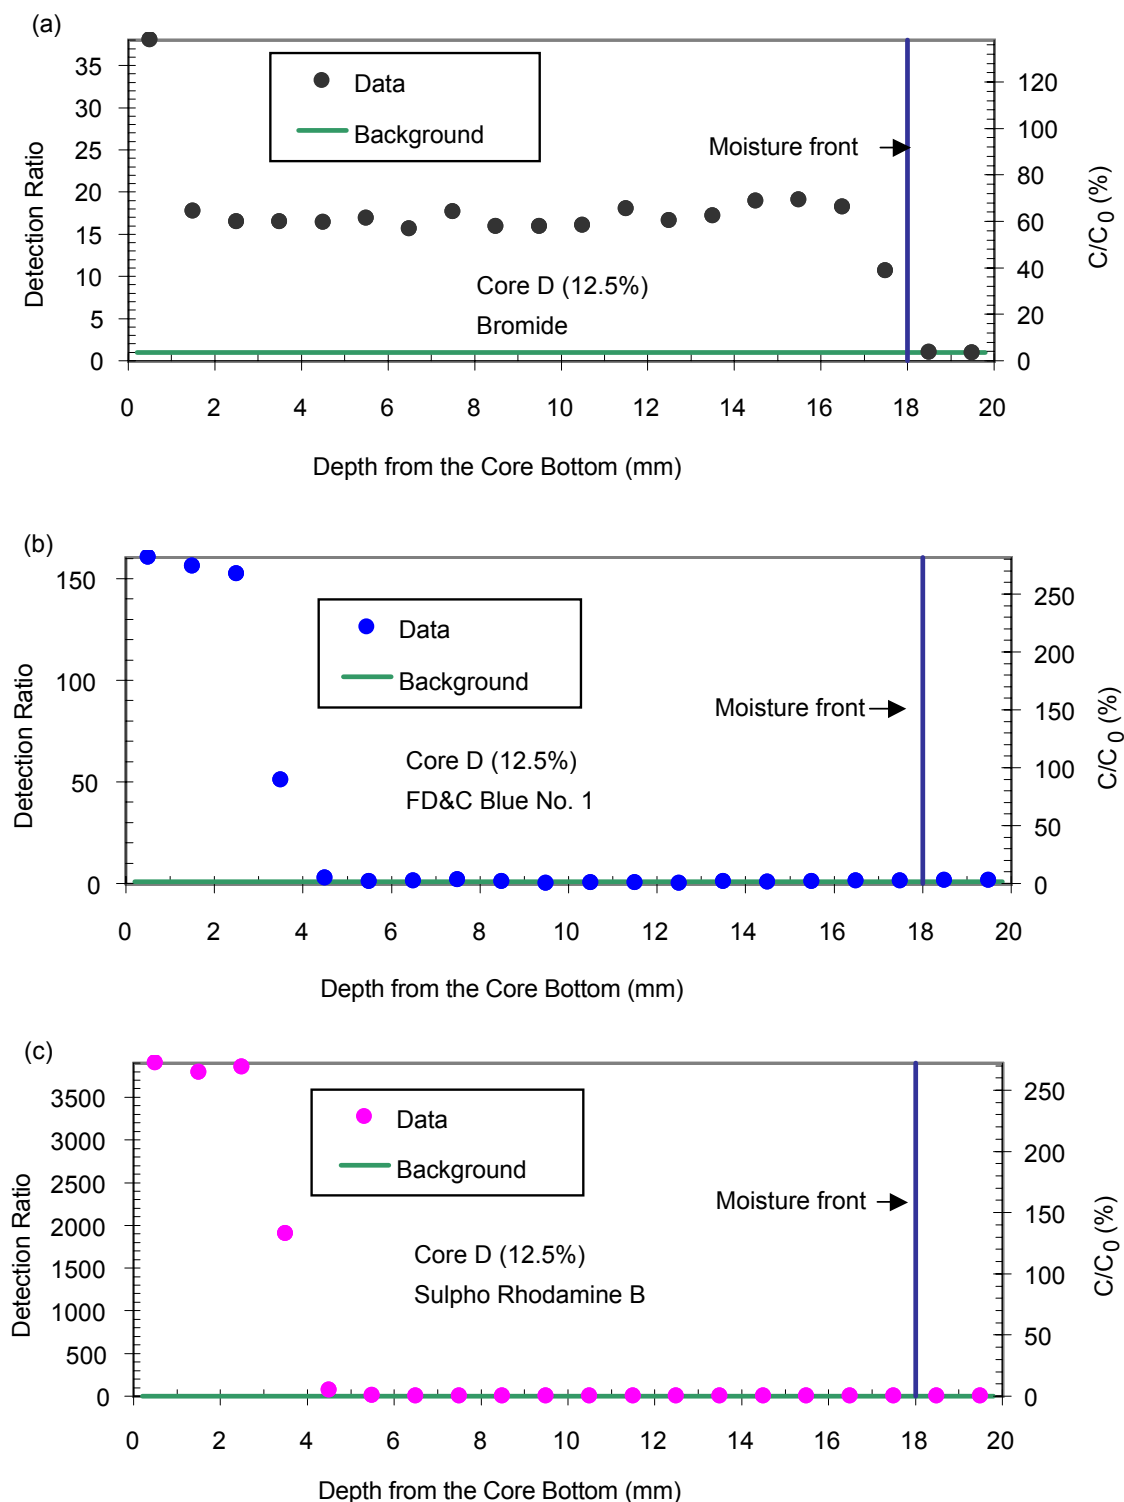 (a)
Data
Background
Moisture front
Core D (12.5%)
Bromide
Detection Ratio
35
30
25
20
15
10
5
0
C/C0 (%)
120
100
80
60
40
20
0
0 2 4 6 8 10 12 14 16 18 20
Depth from the Core Bottom (mm)
(b)
Data
Background
Moisture front
Core D (12.5%)
FD&C Blue No. 1
Detection Ratio
150
100
50
0
C/C0 (%)
250
200
150
100
50
0
0 2 4 6 8 10 12 14 16 18 20
Depth from the Core Bottom (mm)
(c)
Data
Background
Moisture front
Core D (12.5%)
Sulpho Rhodamine B
Detection Ratio
3500
3000
2500
2000
1500
1000
500
0
C/C0 (%)
250
200
150
100
50
0
0 2 4 6 8 10 12 14 16 18 20
Depth from the Core Bottom (mm)